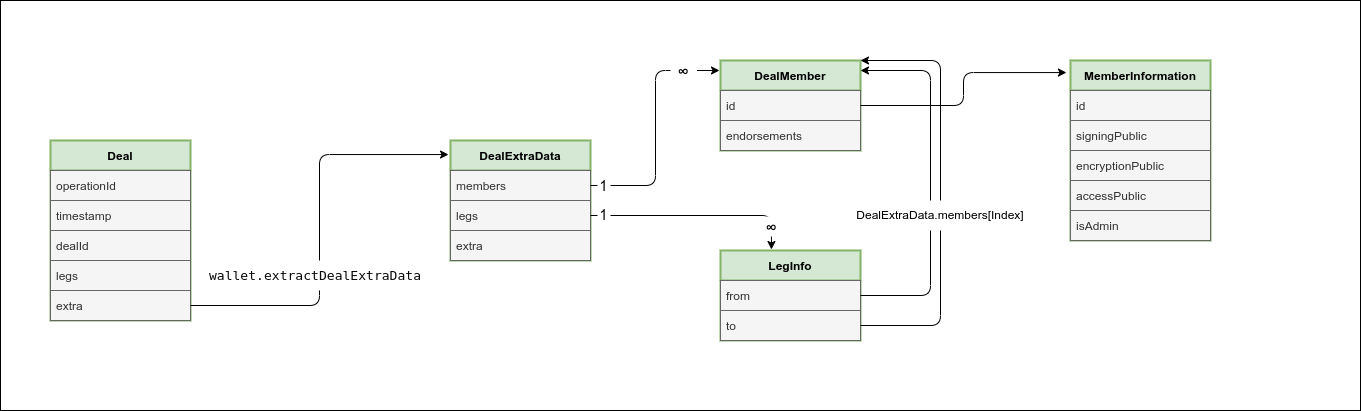 Deal
operationId
timestamp
dealId
legs
extra
wallet.extractDealExtraData
DealExtraData
members
legs
extra
1
1
∞
∞
DealMember
id
endorsements
LegInfo
from
to
DealExtraData.members[Index]
MemberInformation
id
signingPublic
encryptionPublic
accessPublic
isAdmin